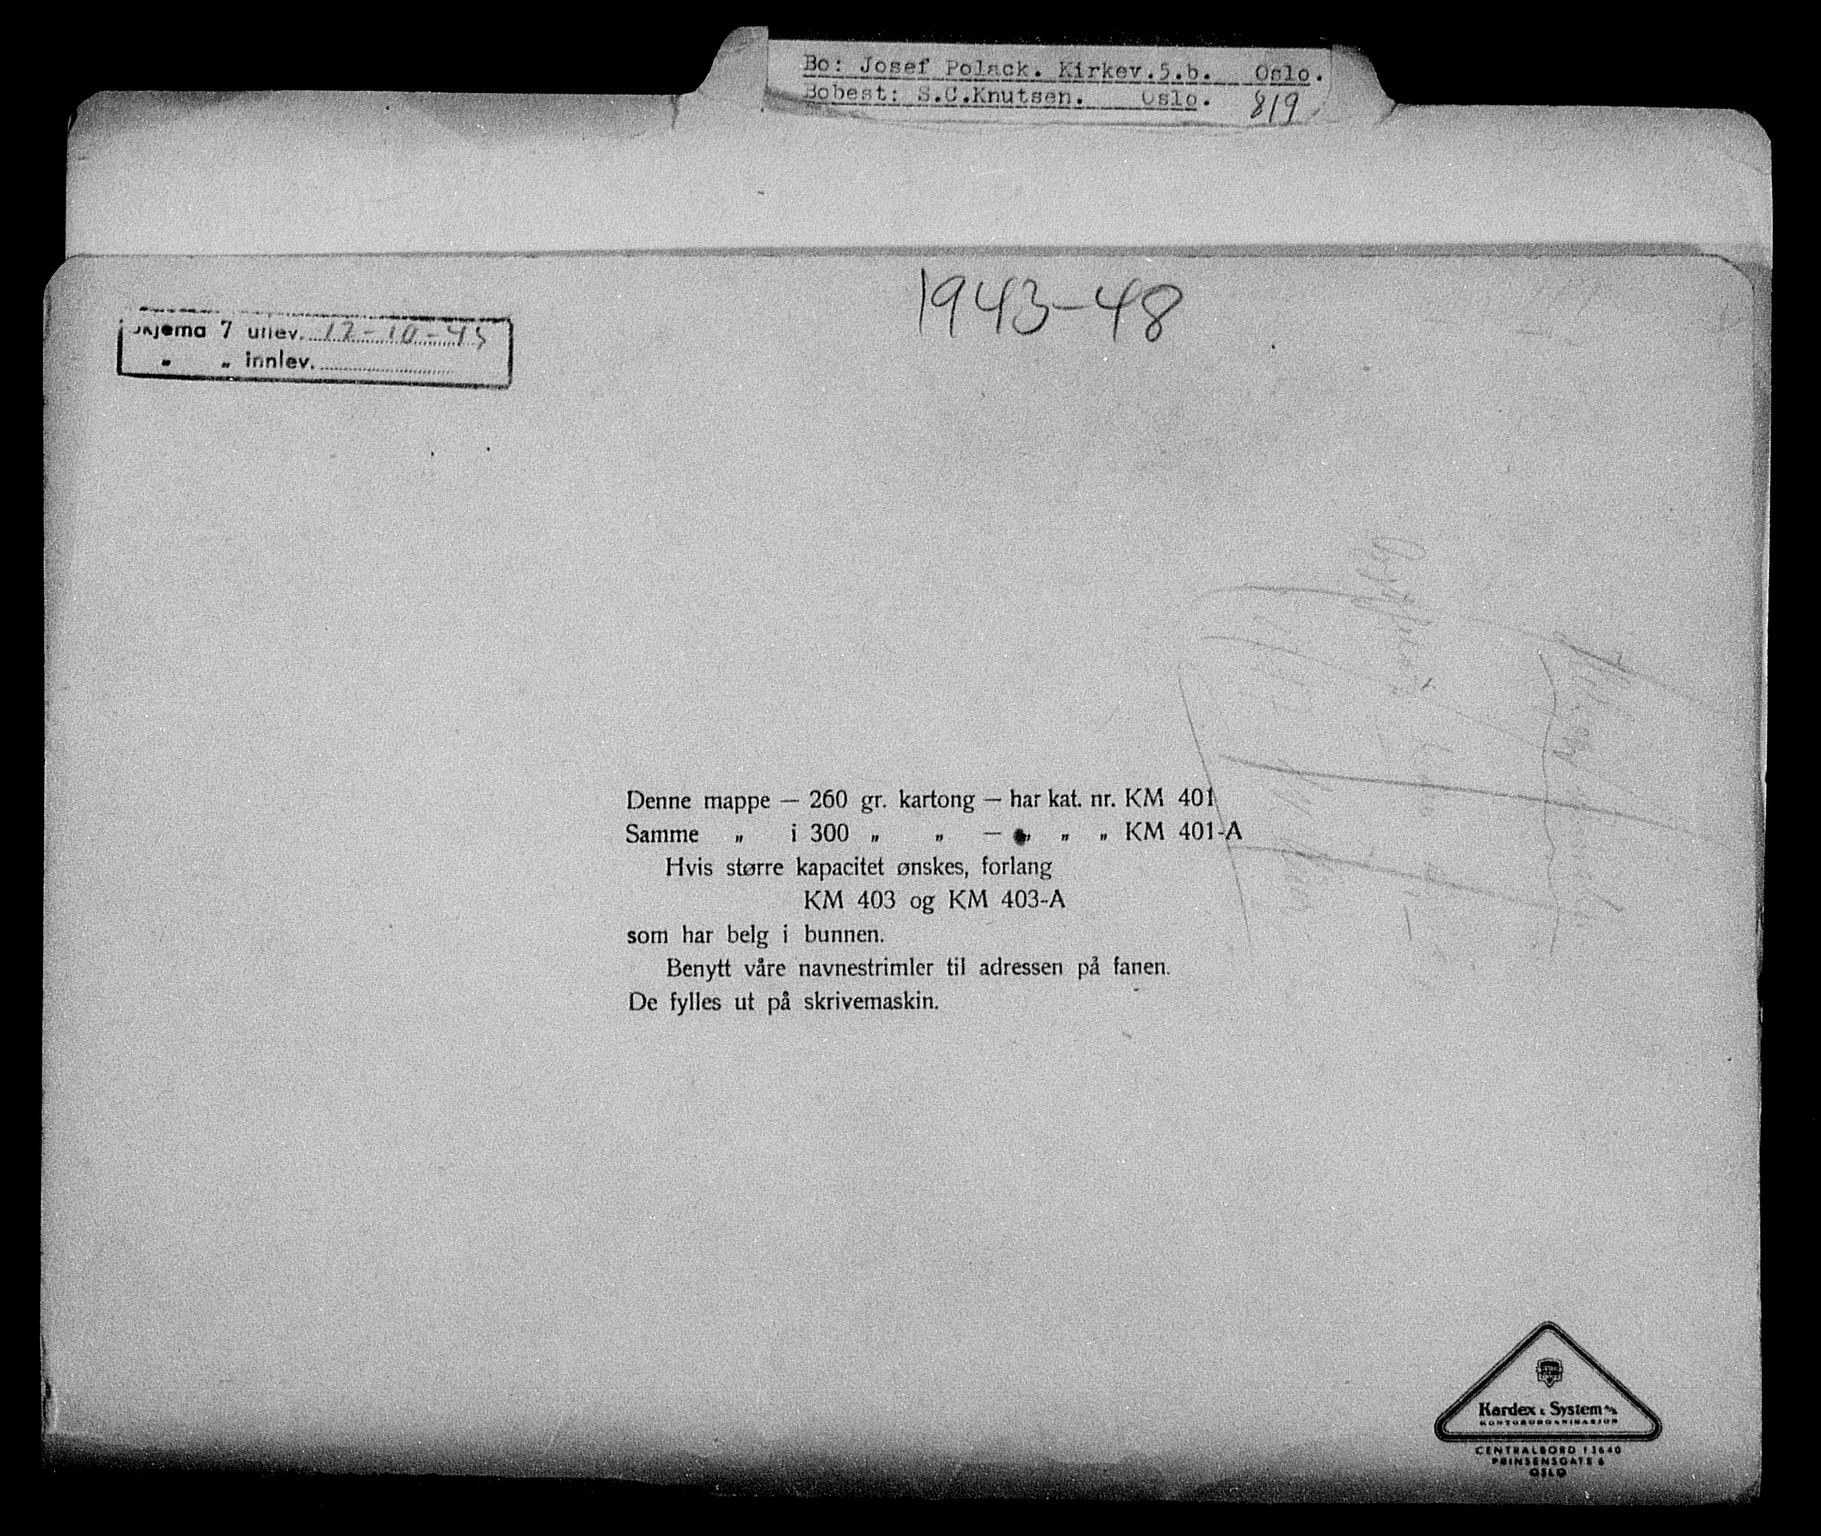 Bo: Josef Polack. Kirkev.5.b. Oslo.
Bobest: S.C.Knutsen. Oslo. 819
1943-48
Skjema 7 utlev. 17-10-45
" " innlev.
Denne mappe — 260 gr. kartong — har kat. nr. KM 401
Samme „ i 300 „ „ — „ „ „ KM 401-A
Hvis større kapacitet ønskes, forlang
KM 403 og KM 403-A
som har belg i bunnen.
Benytt våre navnestrimler til adressen på fanen.
De fylles ut på skrivemaskin.
Kardex & System A/S
KONTORORGANISASJON
CENTRALBORD 13640
PRINSENSGATE 6
OSLO